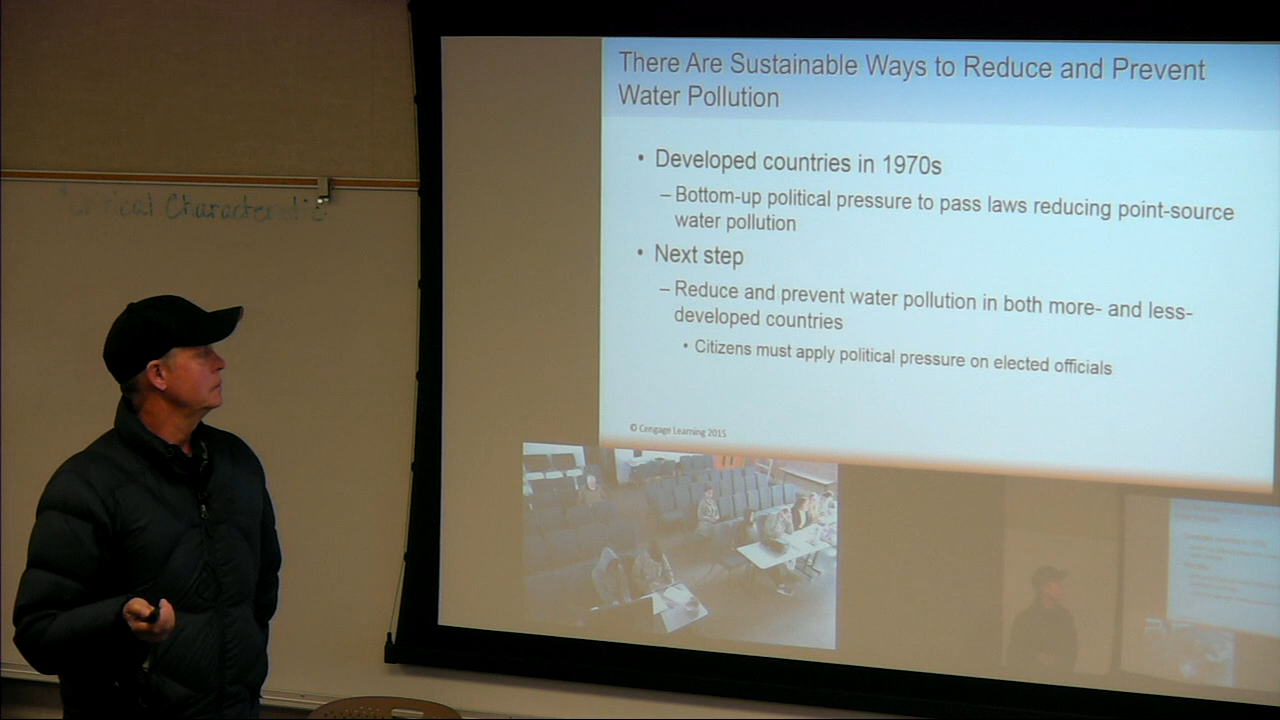 Critical Characteristic
There Are Sustainable Ways to Reduce and Prevent
Water Pollution
• Developed countries in 1970s
– Bottom-up political pressure to pass laws reducing point-source
water pollution
• Next step
– Reduce and prevent water pollution in both more- and less-
developed countries
• Citizens must apply political pressure on elected officials
© Cengage Learning 2015